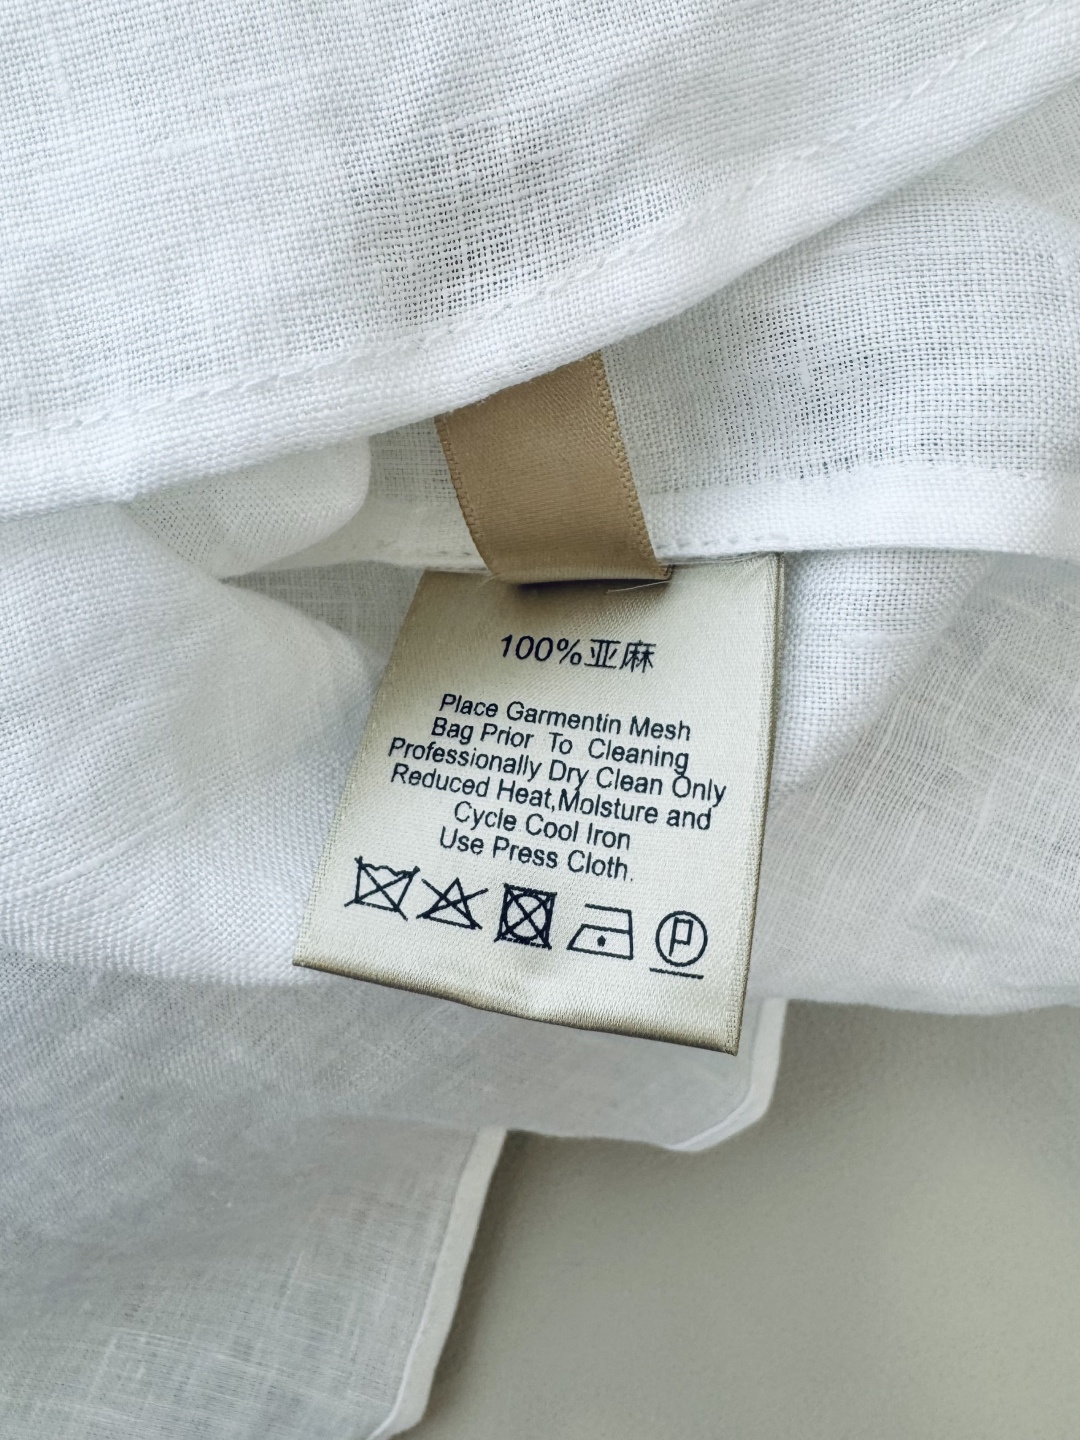 100%亚麻
Place Garmentin Mesh
Bag Prior To Cleaning
Professionally Dry Clean Only
Reduced Heat,Molsture and
Cycle Cool Iron
Use Press Cloth.
P